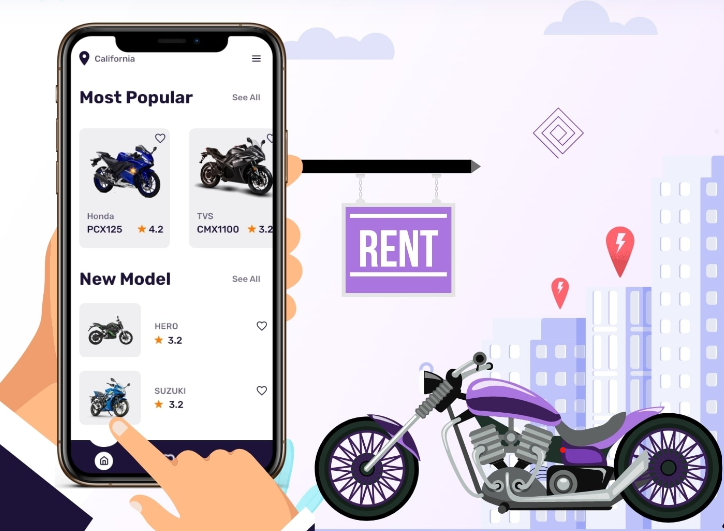 California
Most Popular
See All
Honda
PCX125
4.2
TVS
CMX1100
3.2
New Model
See All
HERO
3.2
SUZUKI
3.2
RENT